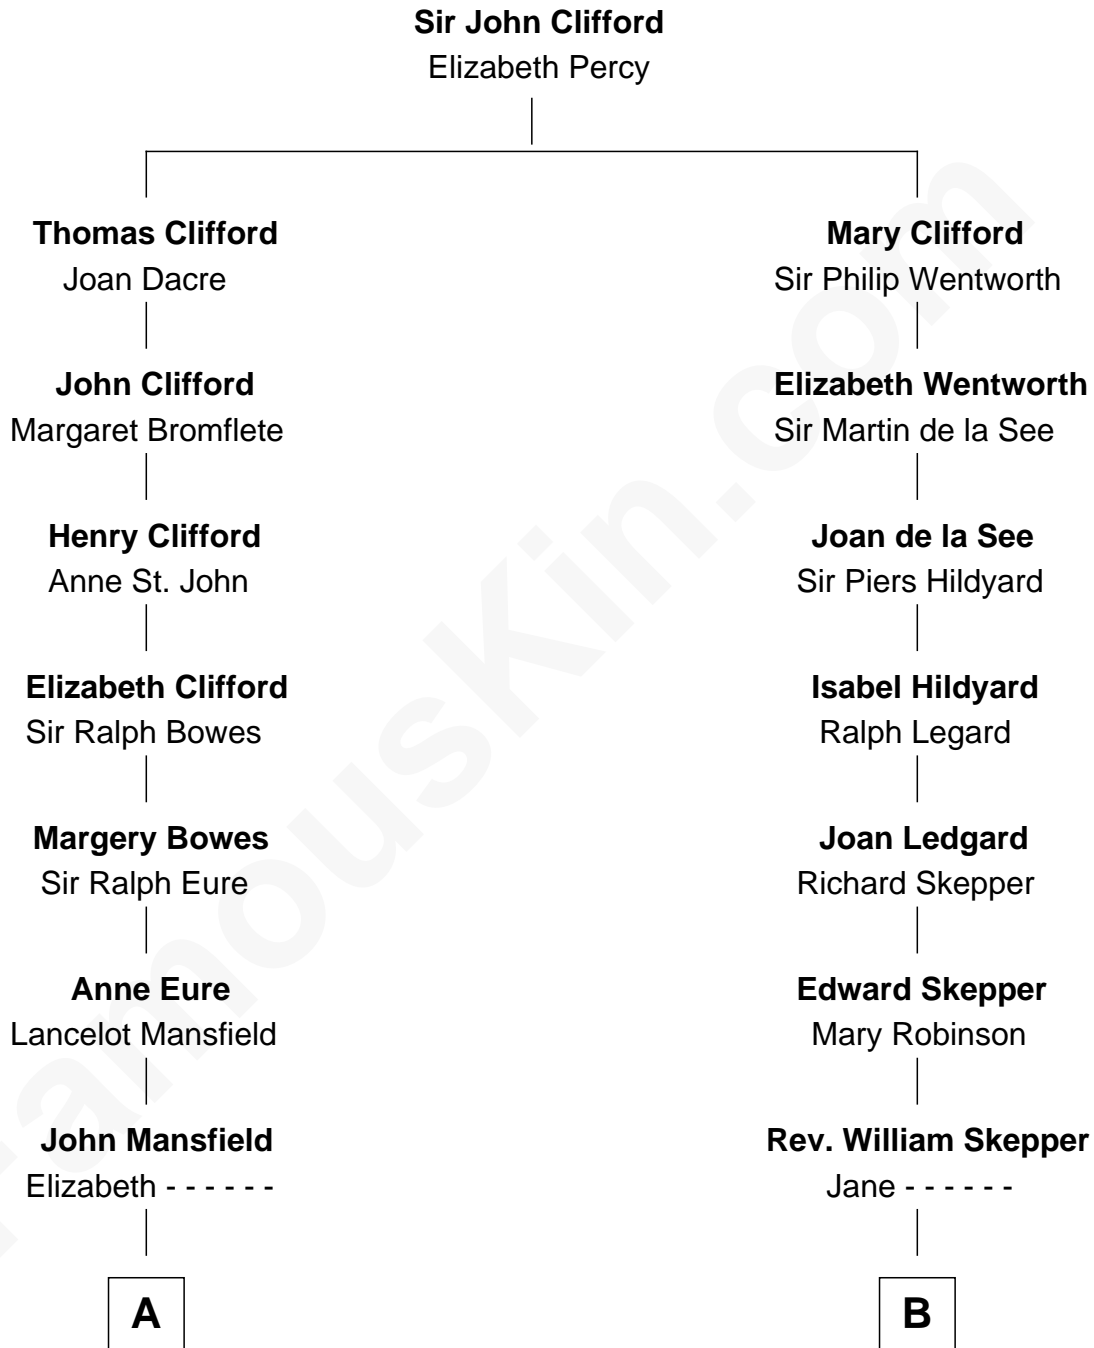 Sir John Clifford
Elizabeth Percy
Thomas Clifford
Joan Dacre
John Clifford
Margaret Bromflete
Henry Clifford
Anne St. John
Elizabeth Clifford
Sir Ralph Bowes
Margery Bowes
Sir Ralph Eure
Anne Eure
Lancelot Mansfield
John Mansfield
Elizabeth - - - - - -
A
Mary Clifford
Sir Philip Wentworth
Elizabeth Wentworth
Sir Martin de la See
Joan de la See
Sir Piers Hildyard
Isabel Hildyard
Ralph Legard
Joan Ledgard
Richard Skepper
Edward Skepper
Mary Robinson
Rev. William Skepper
Jane - - - - - -
B
FamousKin.com